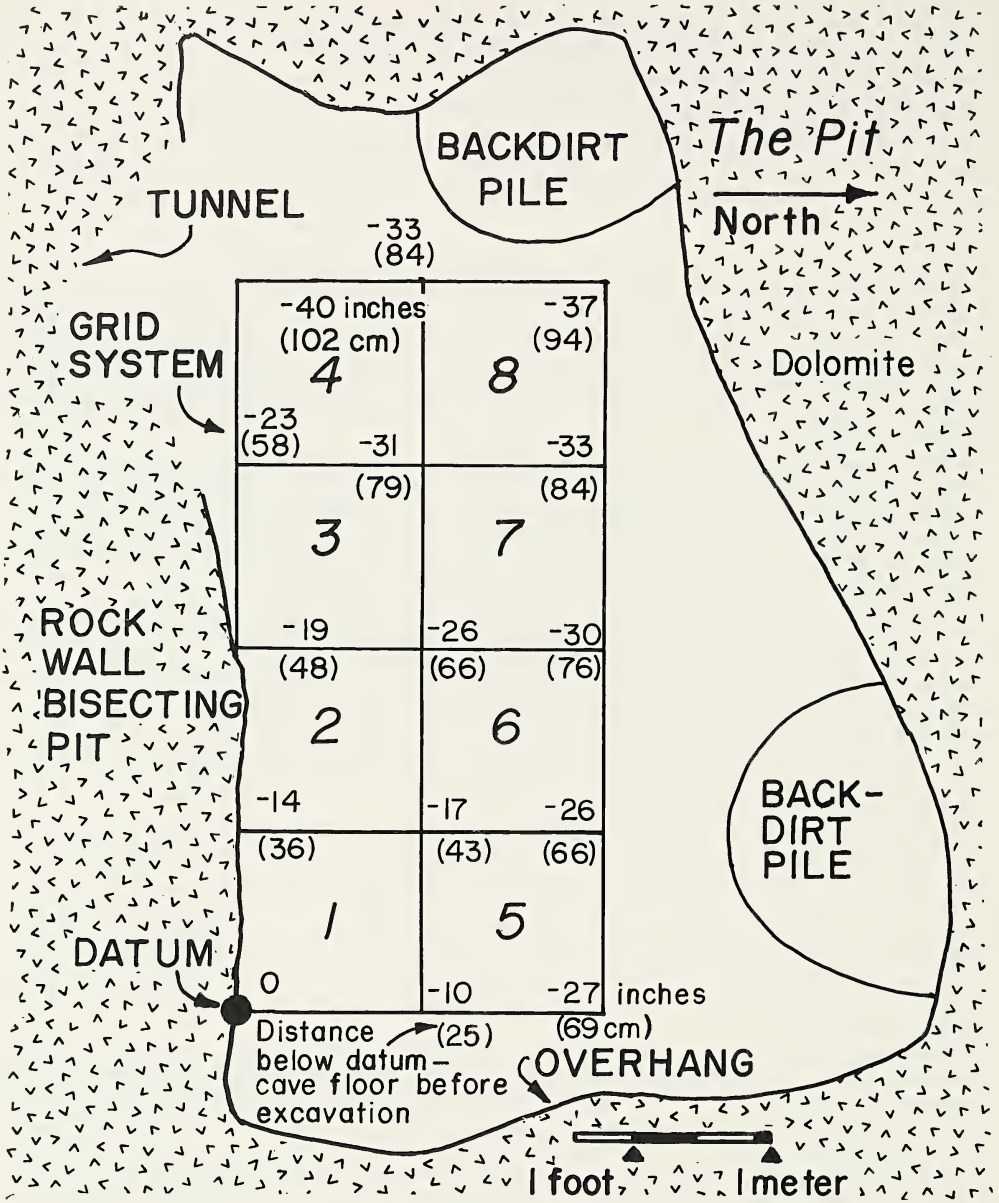 BACKDIRT
PILE
The Pit
North
TUNNEL
-33
(84)
GRID
SYSTEM
-40 inches
(102 cm)
4
-37
(94)
8
Dolomite
-23
(58)
-31
-33
(79)
(84)
3
7
ROCK
WALL
BISECTING
PIT
-19
-26
-30
(48)
(66)
(76)
2
6
-14
-17
-26
(36)
(43)
(66)
BACK-
DIRT
PILE
1
5
DATUM
0
-10
-27 inches
(25)
(69 cm)
Distance
below datum-
cave floor before
excavation
OVERHANG
1 foot
1 meter